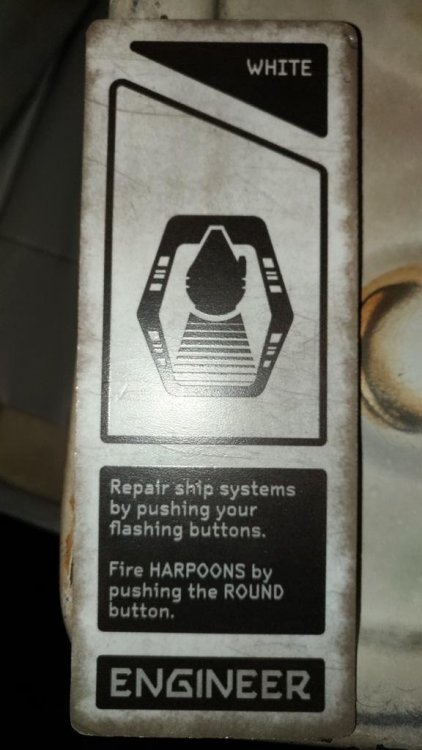 WHITE
Repair ship systems
by pushing your
flashing buttons.
Fire HARPOONS by
pushing the ROUND
button.
ENGINEER